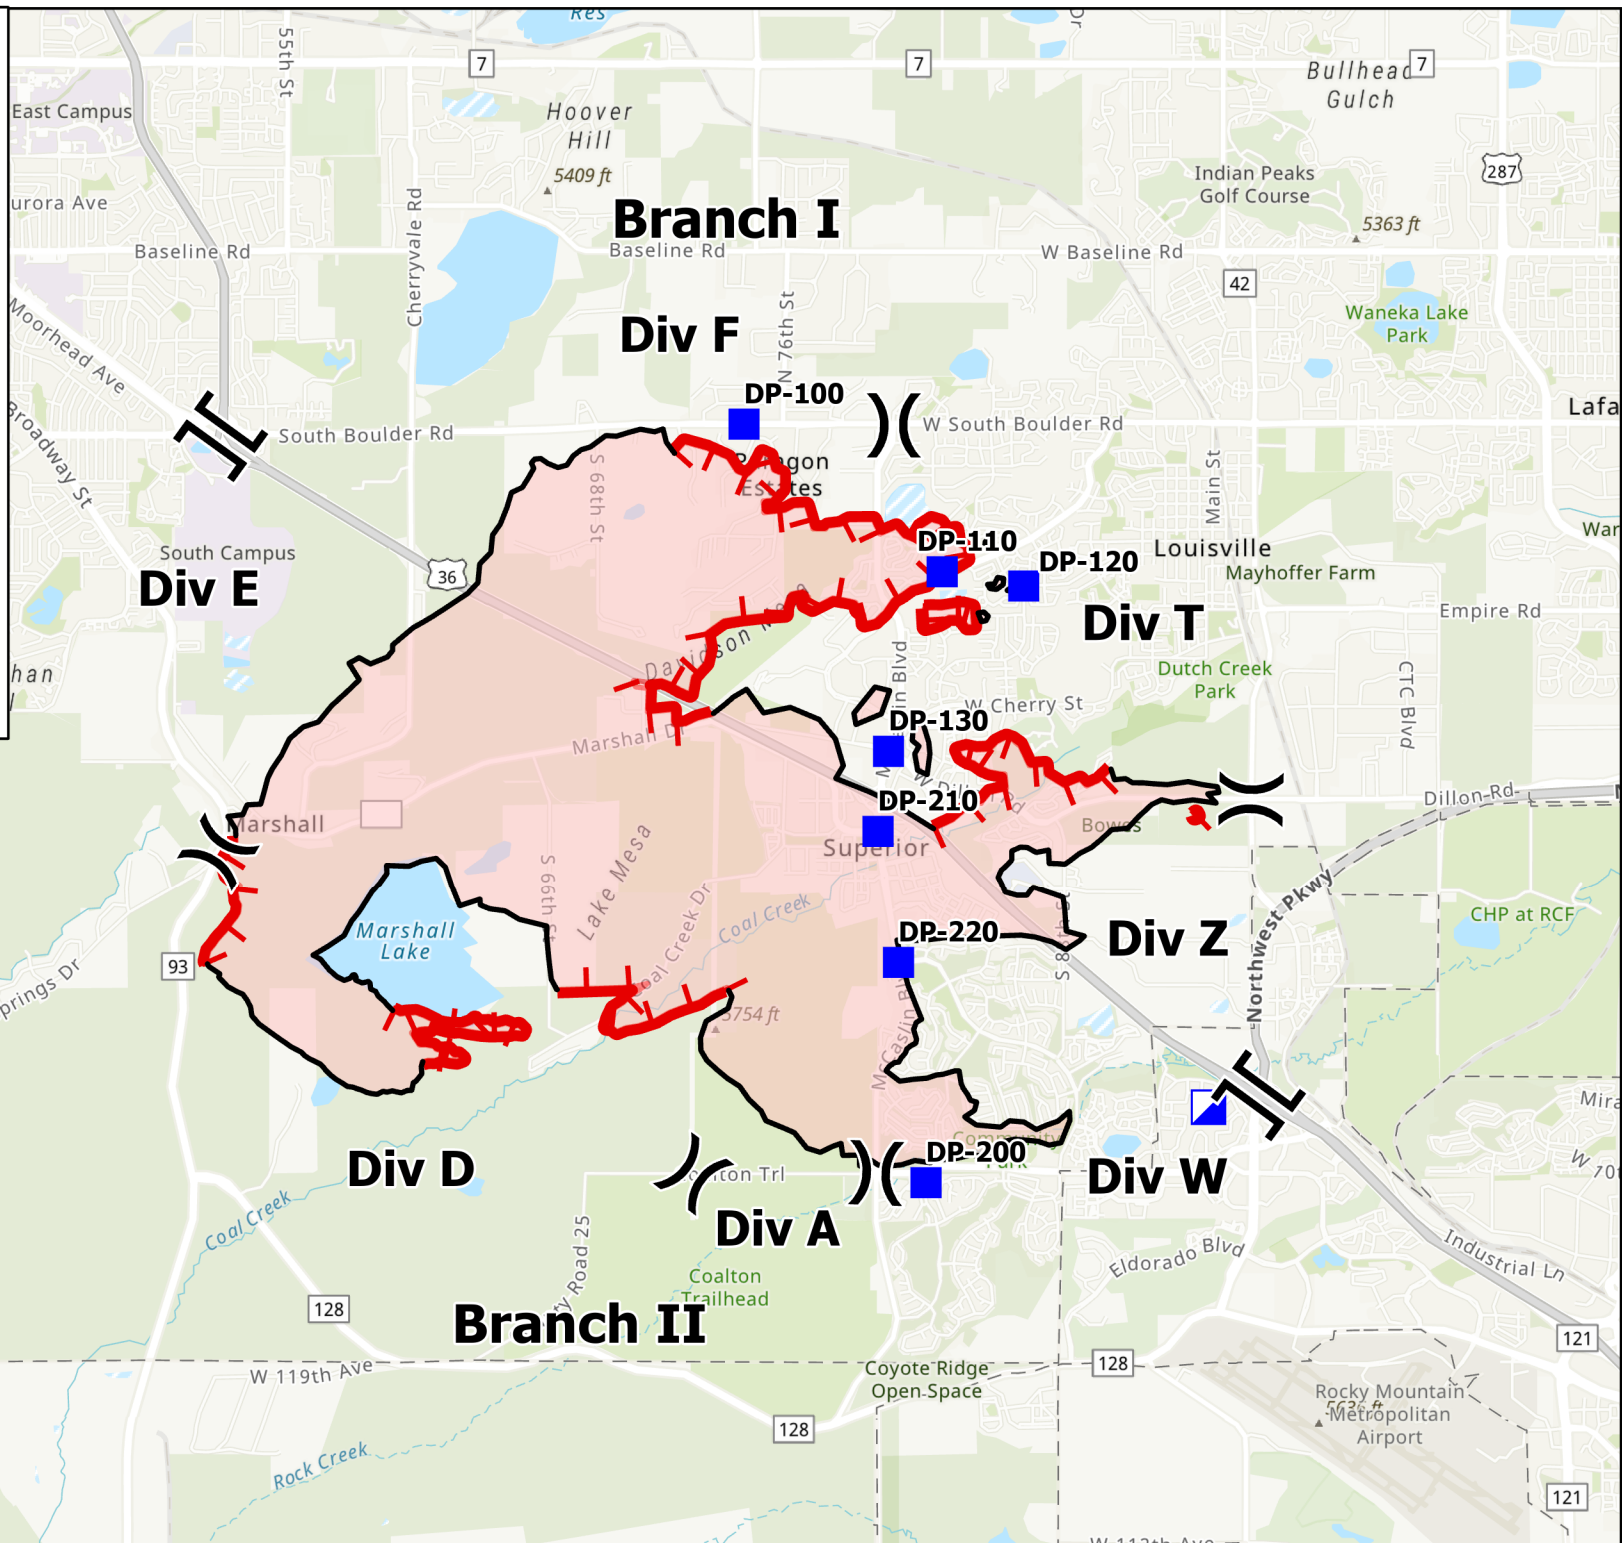 Res
55th St
7
7
7
Bullhead
Gulch
East Campus
Hoover
Hill
5409 ft
Indian Peaks
Golf Course
287
urora Ave
Cherryvale Rd
Branch I
5363 ft
Baseline Rd
Baseline Rd
W Baseline Rd
42
Moorhead Ave
N 76th St
Waneka Lake
Park
Div F
DP-100
Broadway St
South Boulder Rd
W South Boulder Rd
Lafa
S 68th St
Estates
Main St
South Campus
DP-110
DP-120
Louisville
Mayhoffer Farm
36
Div E
Div T
Empire Rd
han
Davidson
Dutch Creek
Park
CTC Blvd
W Cherry St
DP-130
Marshall Dr
DP-210
Dillon Rd
Marshall
Superior
S 66th St
Lake Mesa
Coal Creek Dr
Coal Creek
Marshall
Lake
DP-220
Div Z
CHP at RCF
Northwest Pkwy
93
prings Dr
5754 ft
McCaslin Bl
Mira
Community
Park
DP-200
Div D
Div W
Div A
Coal Creek
Eldorado Blvd
Industrial Ln
Coalton
Trailhead
128
Branch II
121
W 119th Ave
128
Coyote Ridge
Open Space
Rocky Mountain
Metropolitan
Airport
128
Rock Creek
121
W 112th Ave